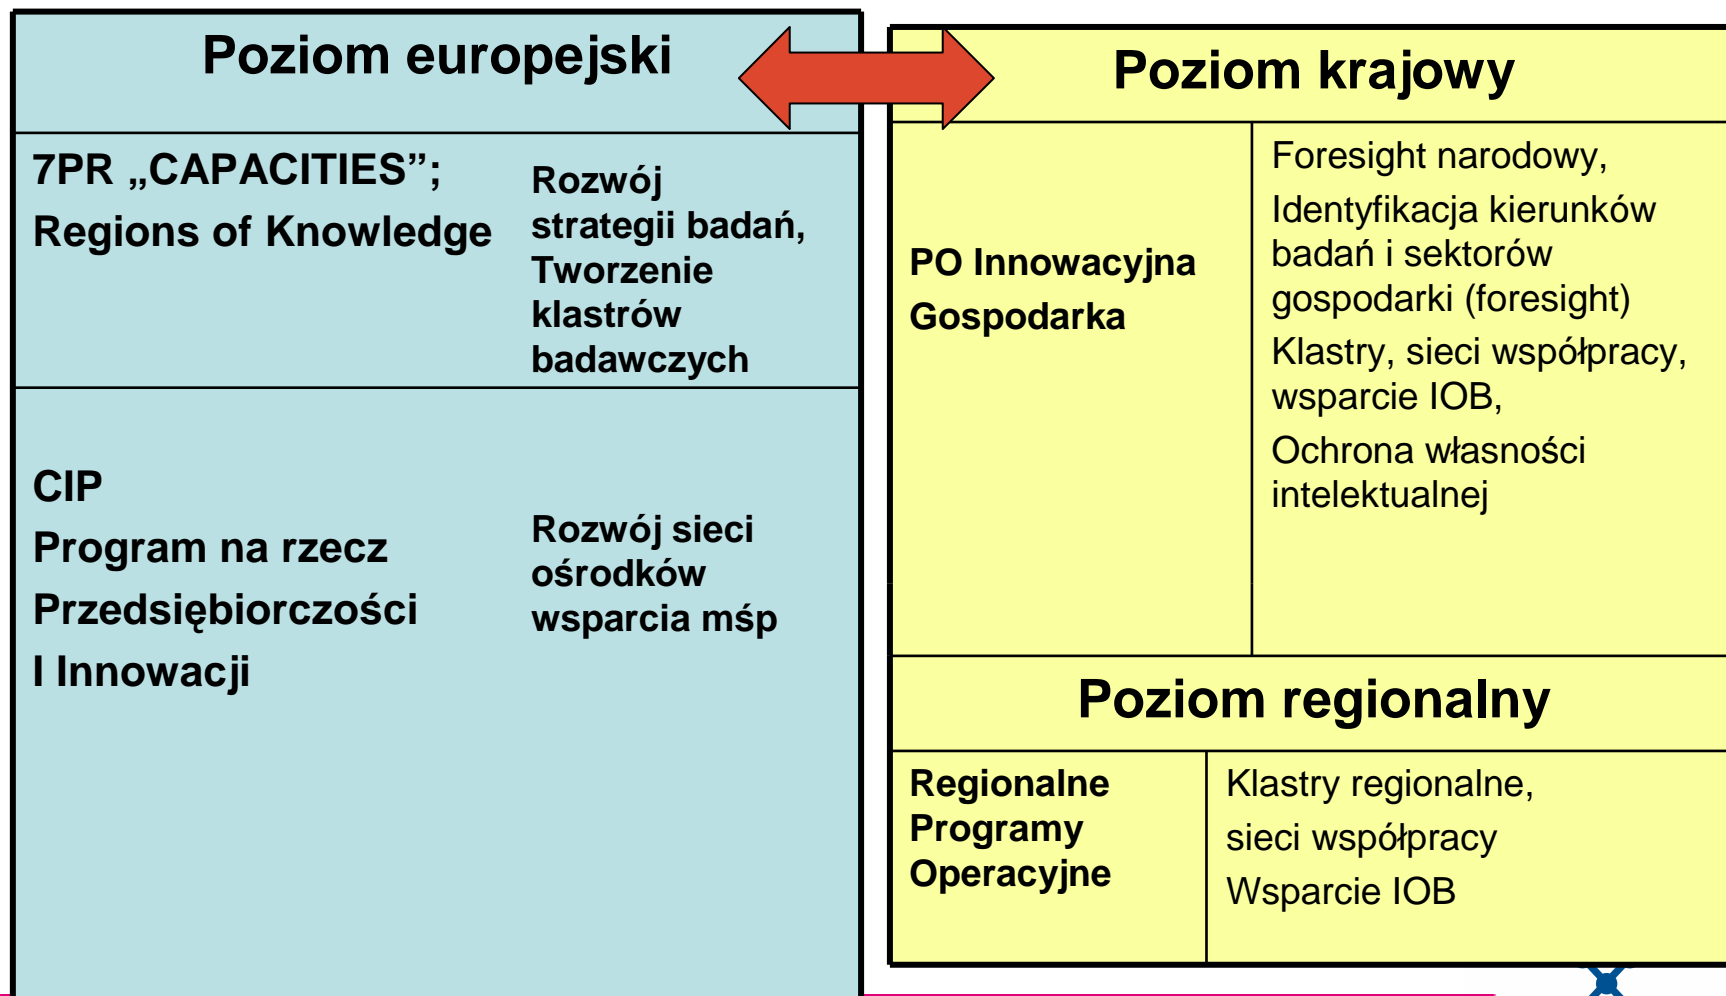 Poziom europejski
7PR „CAPACITIES”;
Regions of Knowledge
Rozwój
strategii badań,
Tworzenie
klastrów
badawczych
CIP
Program na rzecz
Przedsiębiorczości
I Innowacji
Rozwój sieci
ośrodków
wsparcia mśp
Poziom krajowy
PO Innowacyjna
Gospodarka
Foresight narodowy,
Identyfikacja kierunków
badań i sektorów
gospodarki (foresight)
Klastry, sieci współpracy,
wsparcie IOB,
Ochrona własności
intelektualnej
Poziom regionalny
Regionalne
Programy
Operacyjne
Klastry regionalne,
sieci współpracy
Wsparcie IOB